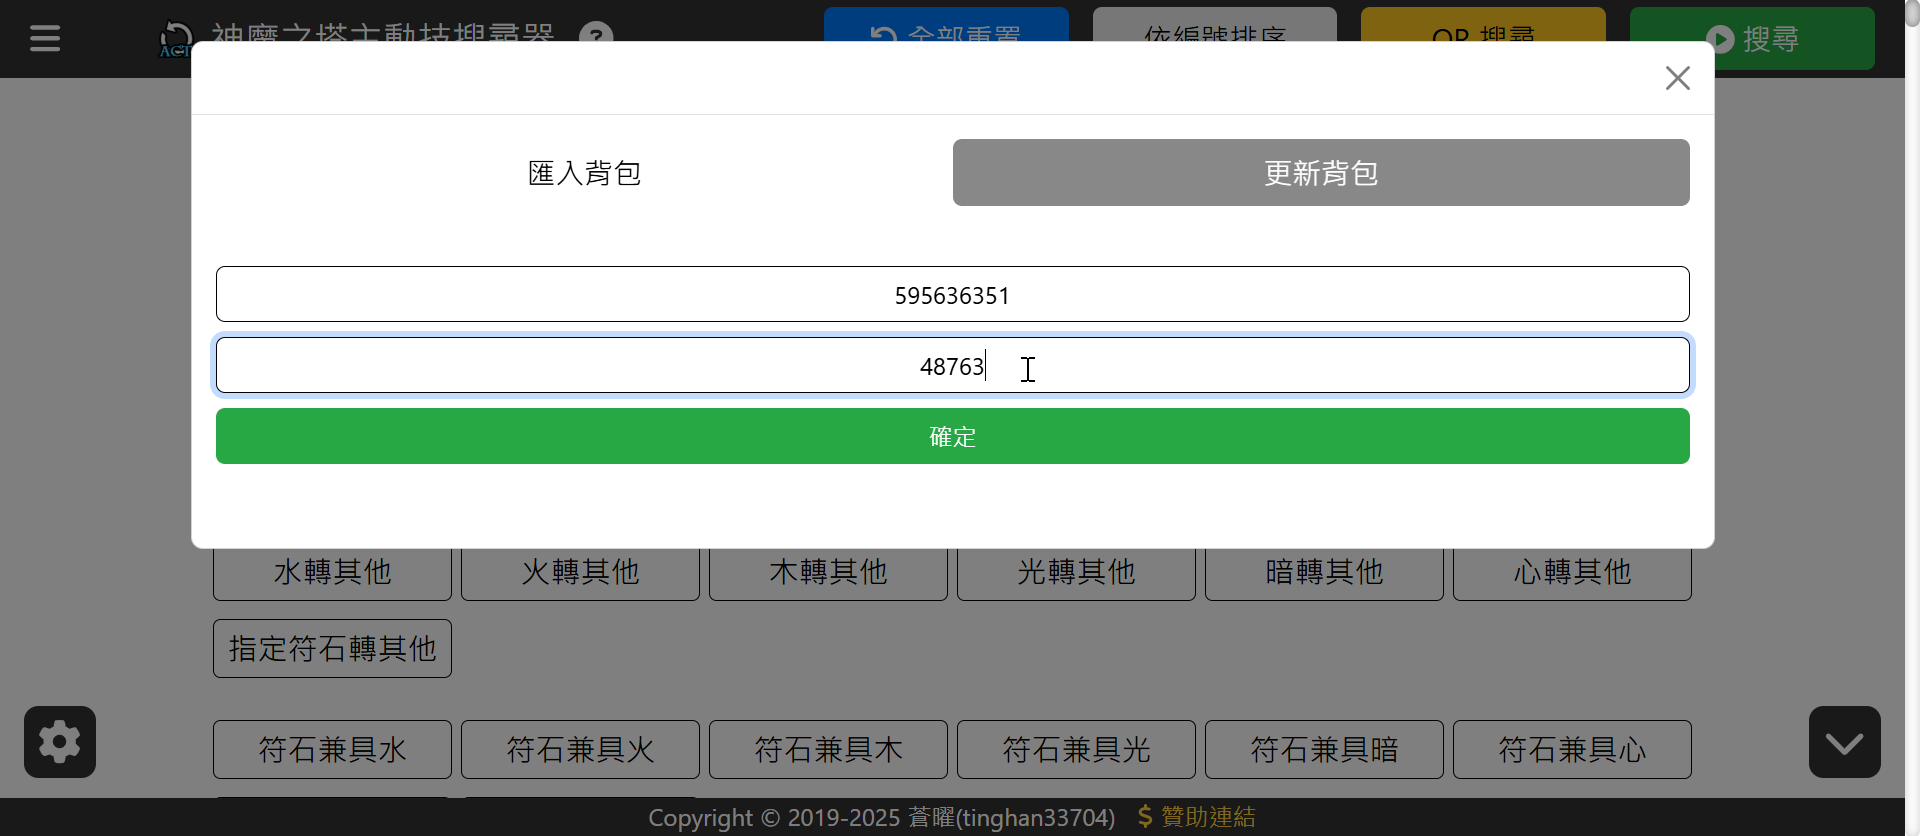 神魔之塔主動技搜尋器 ?
全部重置
依編號排序
OR 搜尋
搜尋
ACT
匯入背包
更新背包
595636351
48763
確定
水轉其他
火轉其他
木轉其他
光轉其他
暗轉其他
心轉其他
指定符石轉其他
符石兼具水
符石兼具火
符石兼具木
符石兼具光
符石兼具暗
符石兼具心
Copyright © 2019-2025 蒼曜(tinghan33704) $ 贊助連結